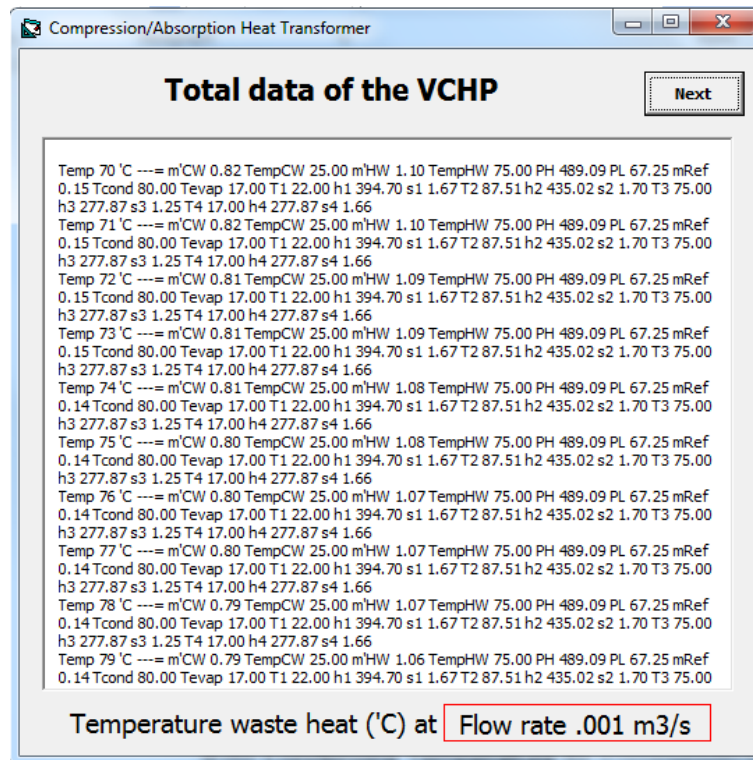 Compression/Absorption Heat Transformer
Total data of the VCHP
Next
Temp 70 'C ---= m'CW 0.82 TempCW 25.00 m'HW 1.10 TempHW 75.00 PH 489.09 PL 67.25 mRef
0.15 Tcond 80.00 Tevap 17.00 T1 22.00 h1 394.70 s1 1.67 T2 87.51 h2 435.02 s2 1.70 T3 75.00
h3 277.87 s3 1.25 T4 17.00 h4 277.87 s4 1.66
Temp 71 'C ---= m'CW 0.82 TempCW 25.00 m'HW 1.10 TempHW 75.00 PH 489.09 PL 67.25 mRef
0.15 Tcond 80.00 Tevap 17.00 T1 22.00 h1 394.70 s1 1.67 T2 87.51 h2 435.02 s2 1.70 T3 75.00
h3 277.87 s3 1.25 T4 17.00 h4 277.87 s4 1.66
Temp 72 'C ---= m'CW 0.81 TempCW 25.00 m'HW 1.09 TempHW 75.00 PH 489.09 PL 67.25 mRef
0.15 Tcond 80.00 Tevap 17.00 T1 22.00 h1 394.70 s1 1.67 T2 87.51 h2 435.02 s2 1.70 T3 75.00
h3 277.87 s3 1.25 T4 17.00 h4 277.87 s4 1.66
Temp 73 'C ---= m'CW 0.81 TempCW 25.00 m'HW 1.09 TempHW 75.00 PH 489.09 PL 67.25 mRef
0.15 Tcond 80.00 Tevap 17.00 T1 22.00 h1 394.70 s1 1.67 T2 87.51 h2 435.02 s2 1.70 T3 75.00
h3 277.87 s3 1.25 T4 17.00 h4 277.87 s4 1.66
Temp 74 'C ---= m'CW 0.81 TempCW 25.00 m'HW 1.08 TempHW 75.00 PH 489.09 PL 67.25 mRef
0.14 Tcond 80.00 Tevap 17.00 T1 22.00 h1 394.70 s1 1.67 T2 87.51 h2 435.02 s2 1.70 T3 75.00
h3 277.87 s3 1.25 T4 17.00 h4 277.87 s4 1.66
Temp 75 'C ---= m'CW 0.80 TempCW 25.00 m'HW 1.08 TempHW 75.00 PH 489.09 PL 67.25 mRef
0.14 Tcond 80.00 Tevap 17.00 T1 22.00 h1 394.70 s1 1.67 T2 87.51 h2 435.02 s2 1.70 T3 75.00
h3 277.87 s3 1.25 T4 17.00 h4 277.87 s4 1.66
Temp 76 'C ---= m'CW 0.80 TempCW 25.00 m'HW 1.07 TempHW 75.00 PH 489.09 PL 67.25 mRef
0.14 Tcond 80.00 Tevap 17.00 T1 22.00 h1 394.70 s1 1.67 T2 87.51 h2 435.02 s2 1.70 T3 75.00
h3 277.87 s3 1.25 T4 17.00 h4 277.87 s4 1.66
Temp 77 'C ---= m'CW 0.80 TempCW 25.00 m'HW 1.07 TempHW 75.00 PH 489.09 PL 67.25 mRef
0.14 Tcond 80.00 Tevap 17.00 T1 22.00 h1 394.70 s1 1.67 T2 87.51 h2 435.02 s2 1.70 T3 75.00
h3 277.87 s3 1.25 T4 17.00 h4 277.87 s4 1.66
Temp 78 'C ---= m'CW 0.79 TempCW 25.00 m'HW 1.07 TempHW 75.00 PH 489.09 PL 67.25 mRef
0.14 Tcond 80.00 Tevap 17.00 T1 22.00 h1 394.70 s1 1.67 T2 87.51 h2 435.02 s2 1.70 T3 75.00
h3 277.87 s3 1.25 T4 17.00 h4 277.87 s4 1.66
Temp 79 'C ---= m'CW 0.79 TempCW 25.00 m'HW 1.06 TempHW 75.00 PH 489.09 PL 67.25 mRef
0.14 Tcond 80.00 Tevap 17.00 T1 22.00 h1 394.70 s1 1.67 T2 87.51 h2 435.02 s2 1.70 T3 75.00
Temperature waste heat ('C) at Flow rate .001 m3/s